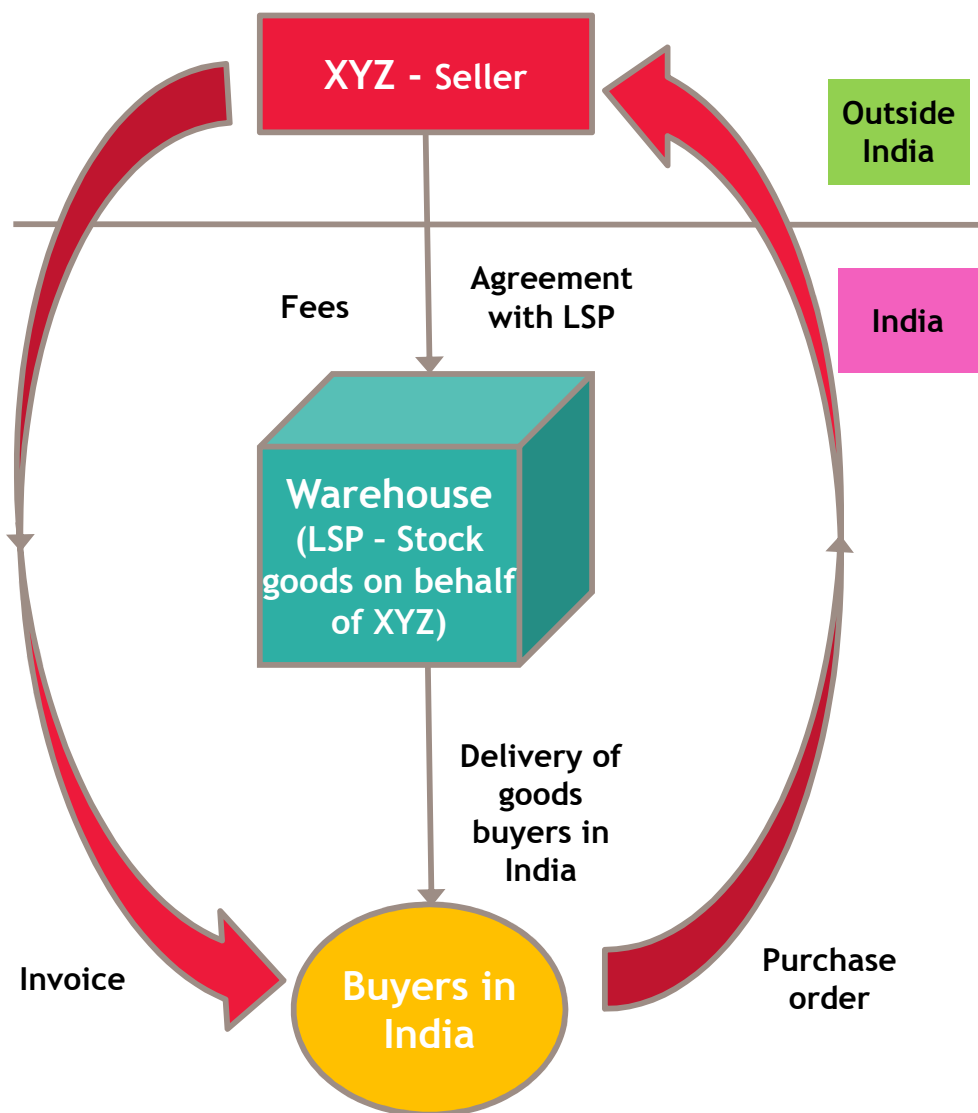 XYZ - Seller
Outside
India
Fees
Agreement
with LSP
India
Warehouse
(LSP – Stock
goods on behalf
of XYZ)
Delivery of
goods
buyers in
India
Invoice
Buyers in
India
Purchase
order